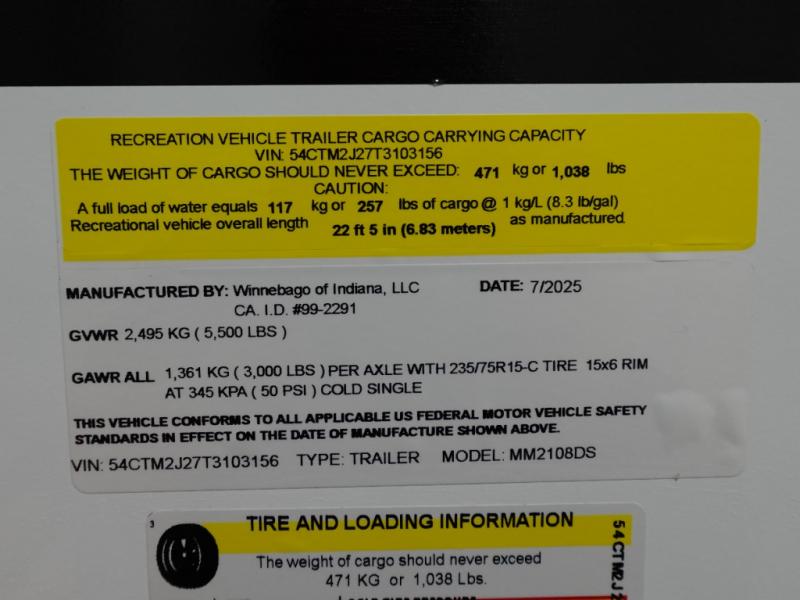 RECREATION VEHICLE TRAILER CARGO CARRYING CAPACITY
VIN: 54CTM2J27T3103156
THE WEIGHT OF CARGO SHOULD NEVER EXCEED: 471 kg or 1,038 lbs
CAUTION:
A full load of water equals 117 kg or 257 lbs of cargo @ 1 kg/L (8.3 lb/gal)
Recreational vehicle overall length 22 ft 5 in (6.83 meters) as manufactured.
MANUFACTURED BY: Winnebago of Indiana, LLC DATE: 7/2025
CA. I.D. #99-2291
GVWR 2,495 KG ( 5,500 LBS )
GAWR ALL 1,361 KG ( 3,000 LBS ) PER AXLE WITH 235/75R15-C TIRE 15x6 RIM
AT 345 KPA ( 50 PSI ) COLD SINGLE
THIS VEHICLE CONFORMS TO ALL APPLICABLE US FEDERAL MOTOR VEHICLE SAFETY
STANDARDS IN EFFECT ON THE DATE OF MANUFACTURE SHOWN ABOVE.
VIN: 54CTM2J27T3103156 TYPE: TRAILER MODEL: MM2108DS
3
TIRE AND LOADING INFORMATION
The weight of cargo should never exceed
471 KG or 1,038 Lbs.
54CTM2J2